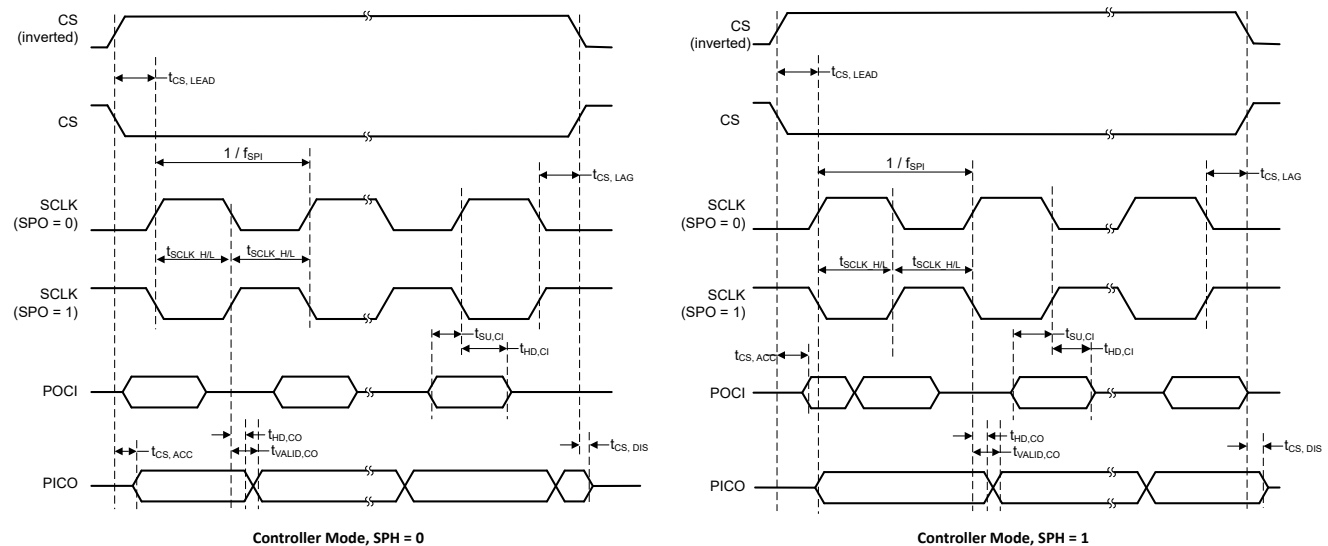 CS
(inverted)
tCS, LEAD
CS
1 / fSPI
tCS, LAG
SCLK
(SPO = 0)
tSCLK_H/L
tSCLK_H/L
SCLK
(SPO = 1)
tSU,CI
tHD,CI
POCI
tHD,CO
tVALID,CO
tCS, ACC
tCS, DIS
PICO
Controller Mode, SPH = 0
CS
(inverted)
tCS, LEAD
CS
1 / fSPI
tCS, LAG
SCLK
(SPO = 0)
tSCLK_H/L
tSCLK_H/L
SCLK
(SPO = 1)
tSU,CI
tHD,CI
tCS, ACC
POCI
tHD,CO
tVALID,CO
tCS, DIS
PICO
Controller Mode, SPH = 1